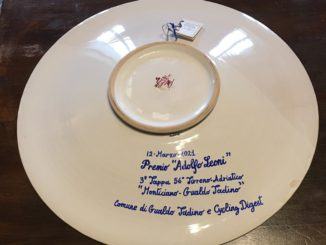 12-Marzo-2021
Premio "Adolfo Leoni"
3ª Tappa 56ª Tirreno-Adriatico
"Monticiano-Gualdo Tadino"
Comune di Gualdo Tadino e Cycling Digest